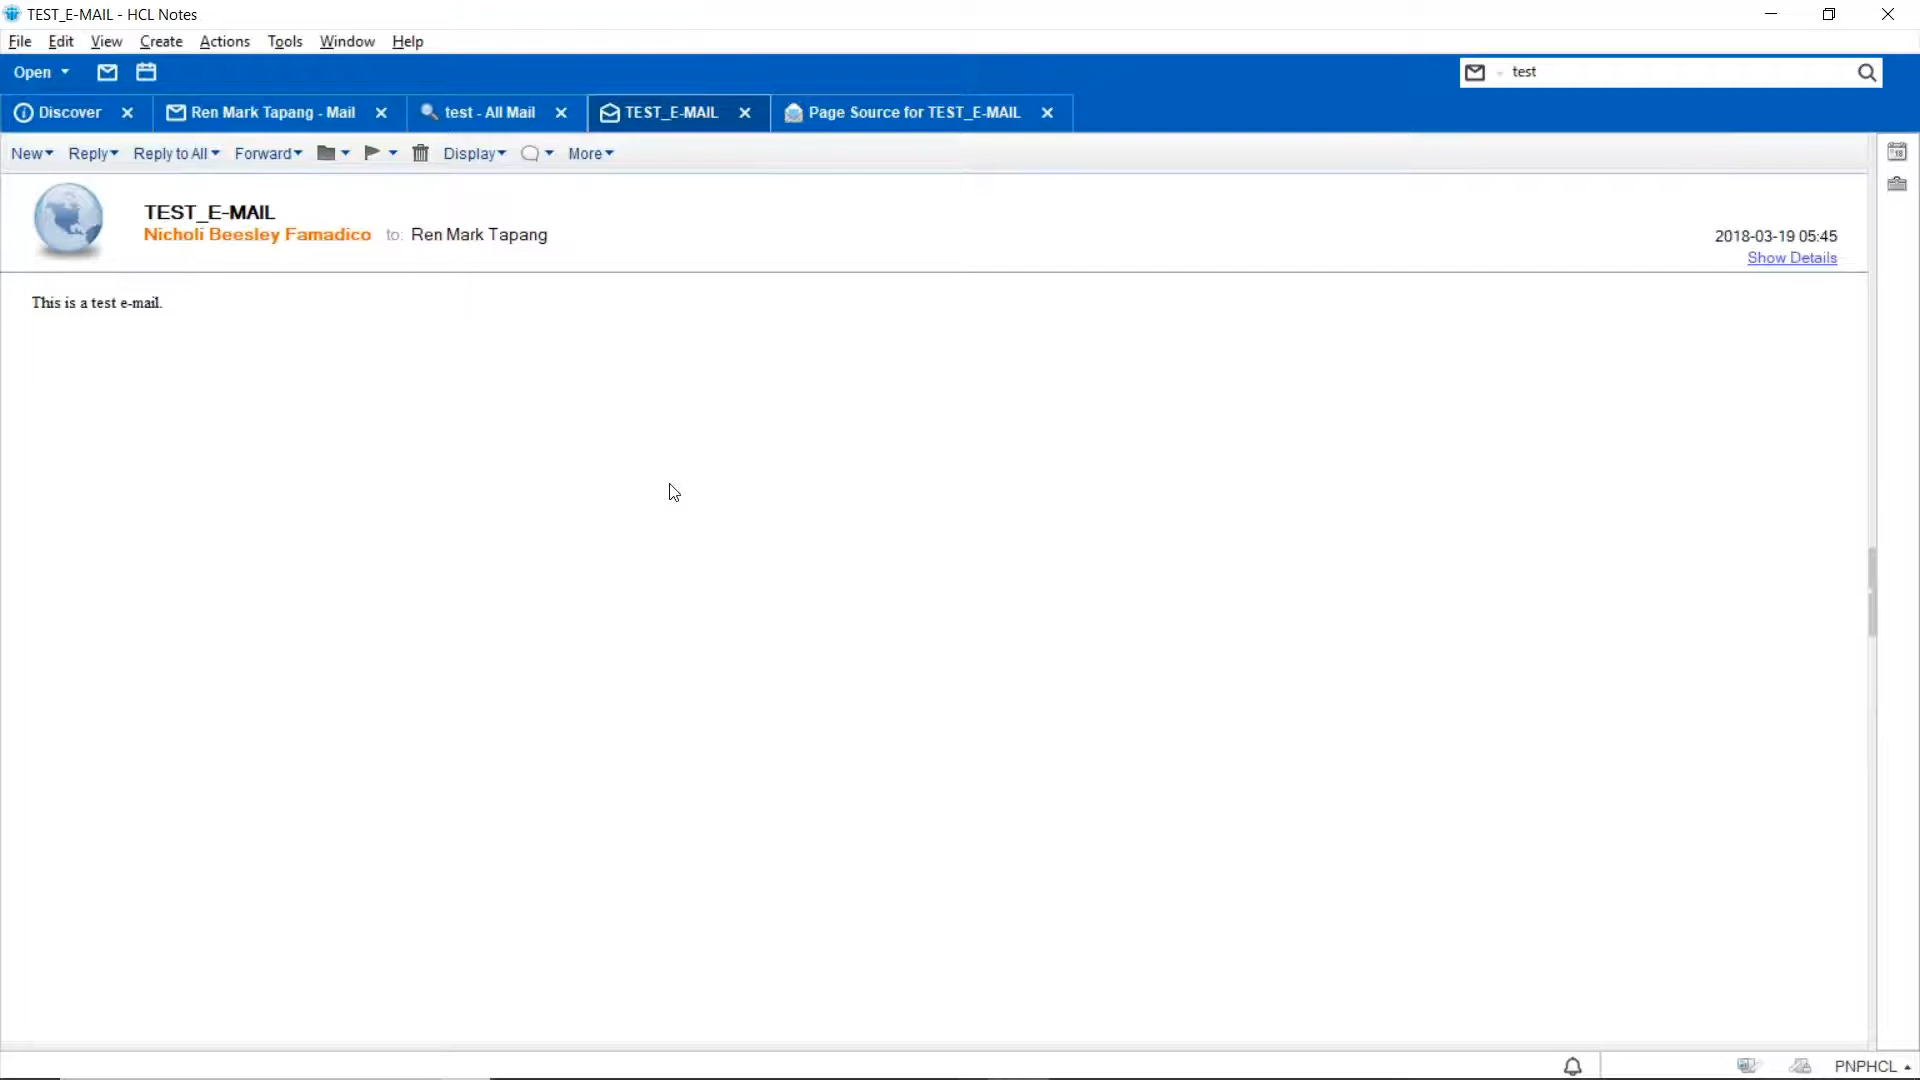 TEST_E-MAIL - HCL Notes
File Edit View Create Actions Tools Window Help
Open test
Discover Ren Mark Tapang - Mail test - All Mail TEST_E-MAIL Page Source for TEST_E-MAIL
New Reply Reply to All Forward Display More
18
TEST_E-MAIL
Nicholi Beesley Famadico to: Ren Mark Tapang
2018-03-19 05:45
Show Details
This is a test e-mail.
PNPHCL